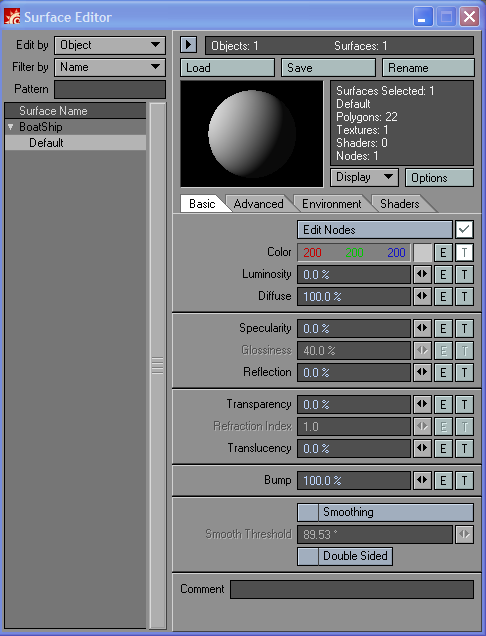 Surface Editor
Edit by Object
Filter by Name
Pattern
Surface Name
BoatShip
Default
Objects: 1 Surfaces: 1
Load Save Rename
Surfaces Selected: 1
Default
Polygons: 22
Textures: 1
Shaders: 0
Nodes: 1
Display Options
Basic Advanced Environment Shaders
Edit Nodes
Color 200 200 200 E T
Luminosity 0.0 % E T
Diffuse 100.0 % E T
Specularity 0.0 % E T
Glossiness 40.0 % E T
Reflection 0.0 % E T
Transparency 0.0 % E T
Refraction Index 1.0 E T
Translucency 0.0 % E T
Bump 100.0 % E T
Smoothing
Smooth Threshold 89.53 °
Double Sided
Comment